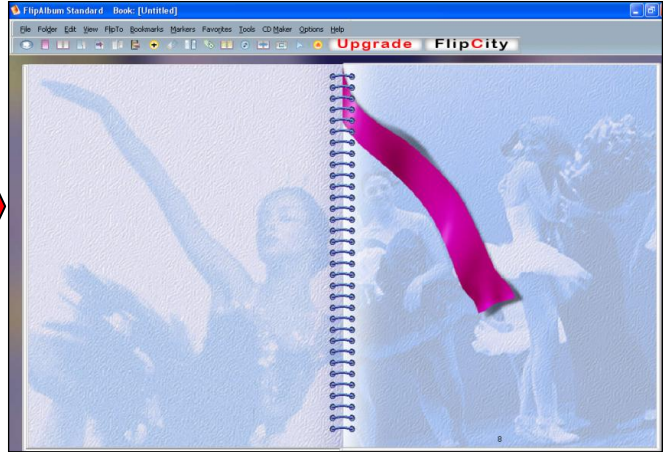 FlipAlbum Standard Book: [Untitled]
File Folder Edit View FlipTo Bookmarks Markers Favorites Tools CD Maker Options Help
Upgrade FlipCity
8